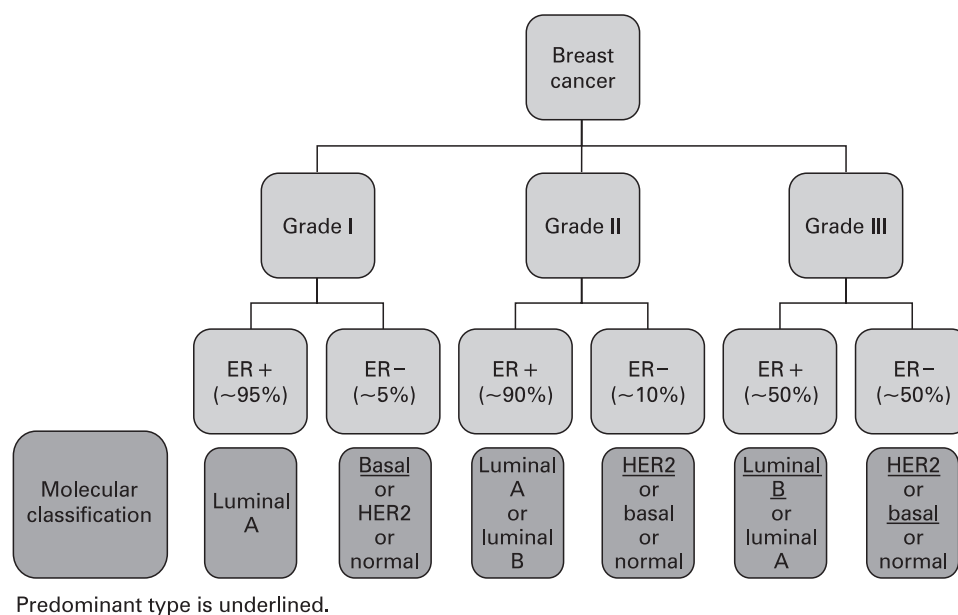 Breast
cancer
Grade I
Grade II
Grade III
ER +
(~95%)
ER −
(~5%)
ER +
(~90%)
ER−
(~10%)
ER +
(~50%)
ER−
(~50%)
Molecular
classification
Luminal
A
Basal
or
HER2
or
normal
Luminal
A
or
luminal
B
HER2
or
basal
or
normal
Luminal
B
or
luminal
A
HER2
or
basal
or
normal
Predominant type is underlined.